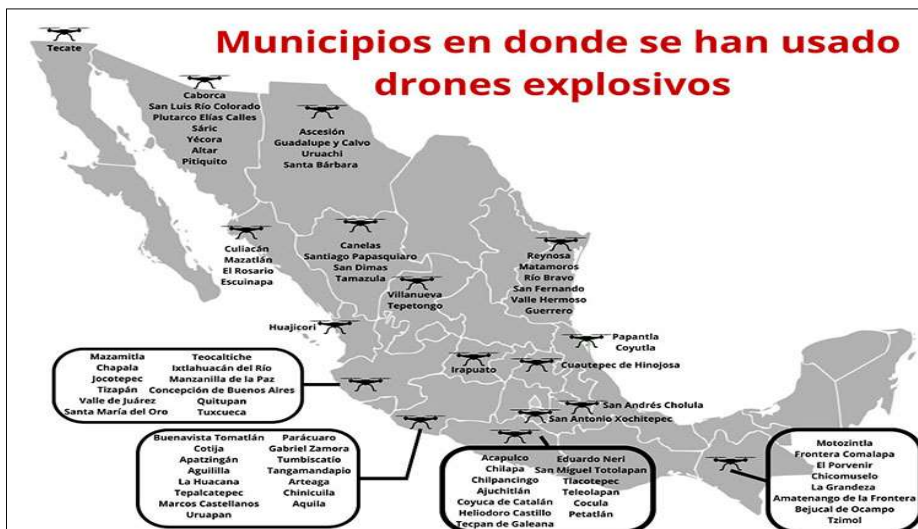 Municipios en donde se han usado
drones explosivos
Tecate
Caborca
San Luis Río Colorado
Plutarco Elías Calles
Sáric
Yécora
Altar
Pitiquito
Ascesión
Guadalupe y Calvo
Uruachi
Santa Bárbara
Culiacán
Mazatlán
El Rosario
Escuinapa
Canelas
Santiago Papasquiaro
San Dimas
Tamazula
Villanueva
Tepetongo
Reynosa
Matamoros
Río Bravo
San Fernando
Valle Hermoso
Guerrero
Huajicori
Papantla
Coyutla
Irapuato
Cuautepec de Hinojosa
San Andrés Cholula
San Antonio Xochitepec
Mazamitla
Chapala
Jocotepec
Tizapán
Valle de Juárez
Santa María del Oro
Teocaltiche
Ixtlahuacán del Río
Manzanilla de la Paz
Concepción de Buenos Aires
Quitupan
Tuxcueca
Buenavista Tomatlán
Cotija
Apatzingán
Aguililla
La Huacana
Tepalcatepec
Marcos Castellanos
Uruapan
Parácuaro
Gabriel Zamora
Tumbiscatío
Tangamandapio
Arteaga
Chinicuila
Aquila
Acapulco
Chilapa
Chilpancingo
Ajuchitlán
Coyuca de Catalán
Heliodoro Castillo
Tecpan de Galeana
Eduardo Neri
San Miguel Totolapan
Tlacotepec
Teleolapan
Cocula
Petatlán
Motozintla
Frontera Comalapa
El Porvenir
Chicomuselo
La Grandeza
Amatenango de la Frontera
Bejucal de Ocampo
Tzimol